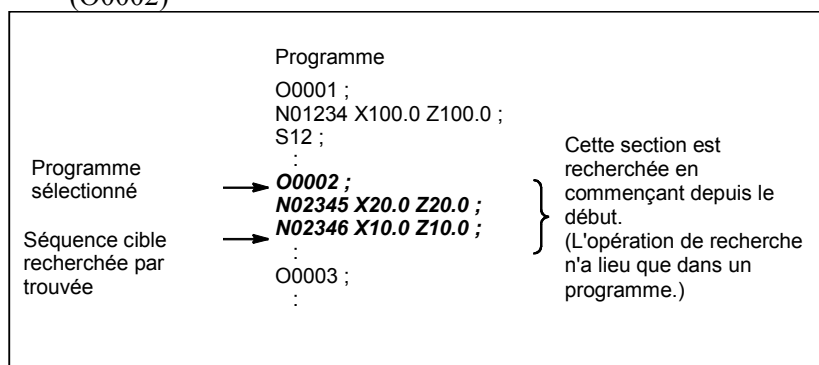 (O0002)
Programme
O0001 ;
N01234 X100.0 Z100.0 ;
S12 ;
:
O0002 ;
N02345 X20.0 Z20.0 ;
N02346 X10.0 Z10.0 ;
:
O0003 ;
:
Programme
sélectionné
Séquence cible
recherchée par
trouvée
Cette section est
recherchée en
commençant depuis le
début.
(L'opération de recherche
n'a lieu que dans un
programme.)